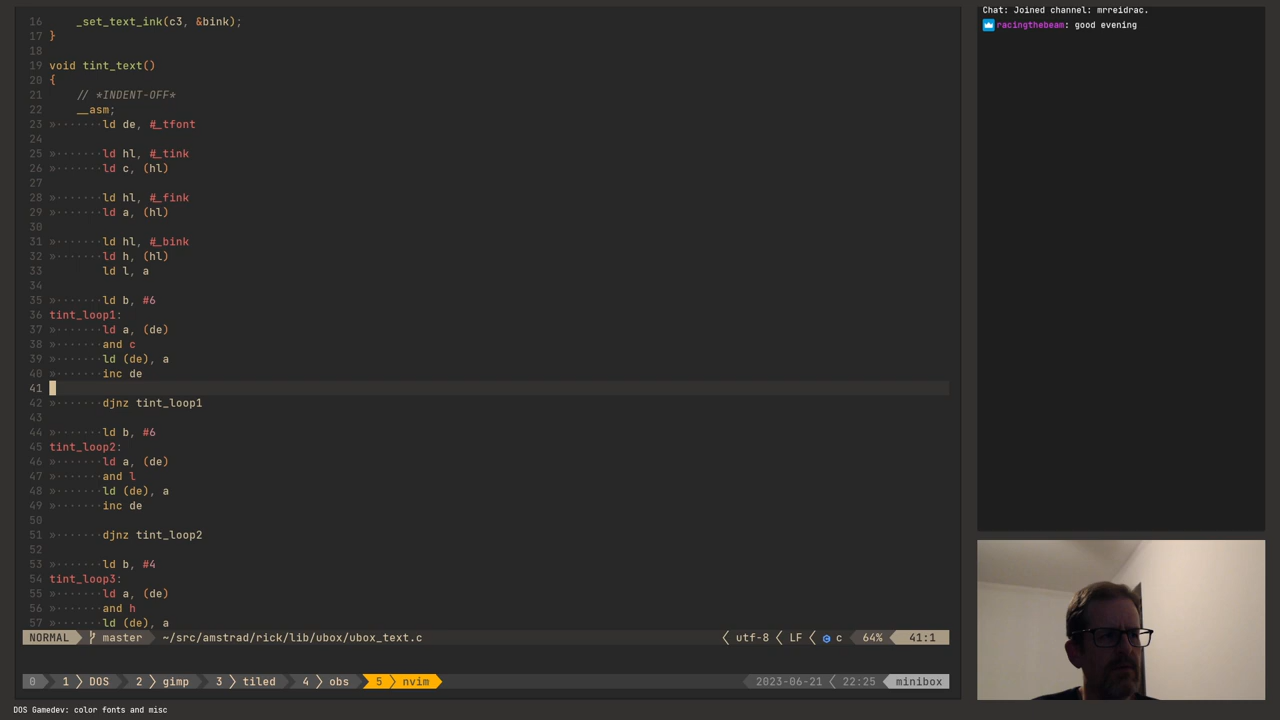 16 _set_text_ink(c3, &bink);
17 }
18
19 void tint_text()
20 {
21 // *INDENT-OFF*
22 __asm;
23 »·······ld de, #_tfont
24
25 »·······ld hl, #_tink
26 »·······ld c, (hl)
27
28 »·······ld hl, #_fink
29 »·······ld a, (hl)
30
31 »·······ld hl, #_bink
32 »·······ld h, (hl)
33 ld l, a
34
35 »·······ld b, #6
36 tint_loop1:
37 »·······ld a, (de)
38 »·······and c
39 »·······ld (de), a
40 »·······inc de
41
42 »·······djnz tint_loop1
43
44 »·······ld b, #6
45 tint_loop2:
46 »·······ld a, (de)
47 »·······and l
48 »·······ld (de), a
49 »·······inc de
50
51 »·······djnz tint_loop2
52
53 »·······ld b, #4
54 tint_loop3:
55 »·······ld a, (de)
56 »·······and h
57 »·······ld (de), a
NORMAL master ~/src/amstrad/rick/lib/ubox/ubox_text.c utf-8 LF c 64% 41:1
0 1 DOS 2 gimp 3 tiled 4 obs 5 nvim 2023-06-21 22:25 minibox
DOS Gamedev: color fonts and misc
Chat: Joined channel: mrreidrac.
racingthebeam: good evening